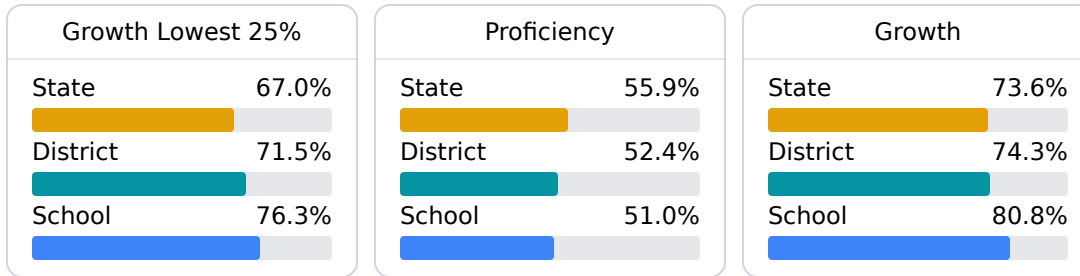 Growth Lowest 25%
State 67.0%
District 71.5%
School 76.3%
Proficiency
State 55.9%
District 52.4%
School 51.0%
Growth
State 73.6%
District 74.3%
School 80.8%